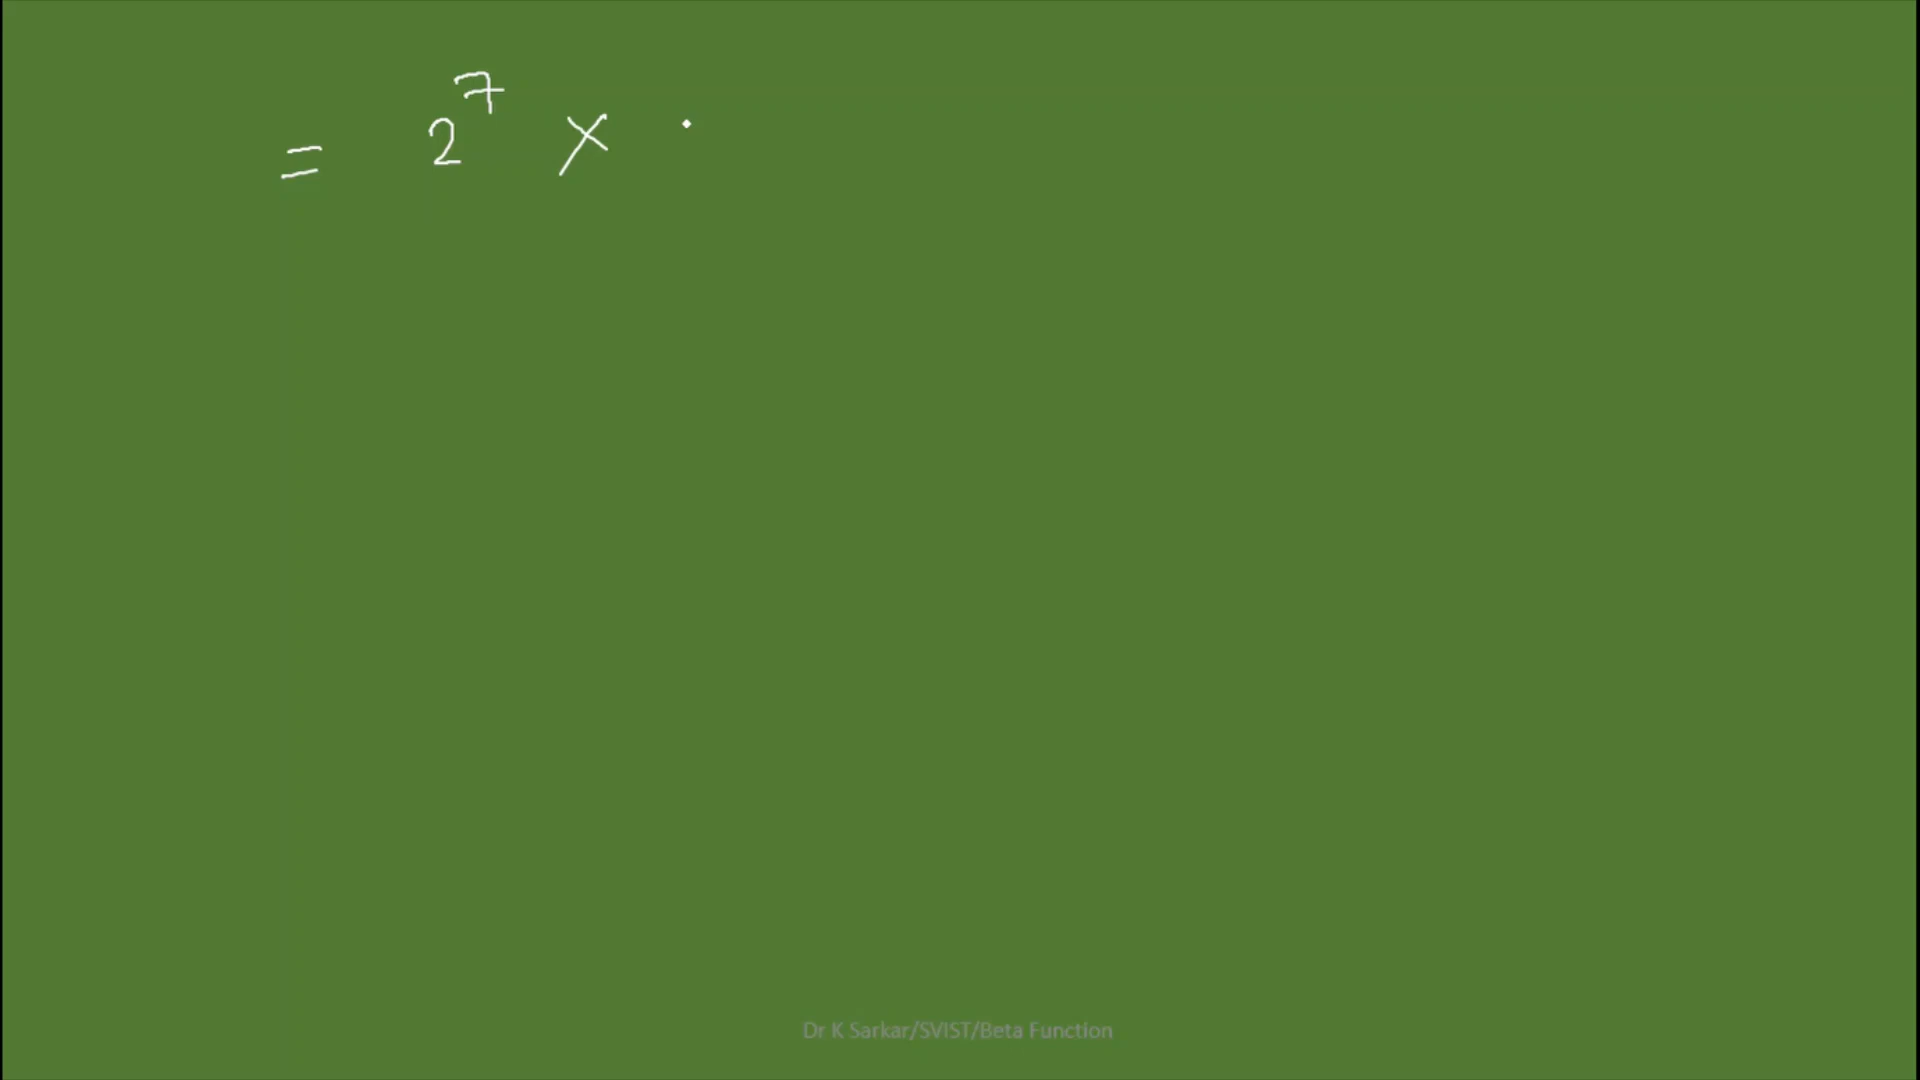 = 2⁷ ×
Dr K Sarkar/SVIST/Beta Function